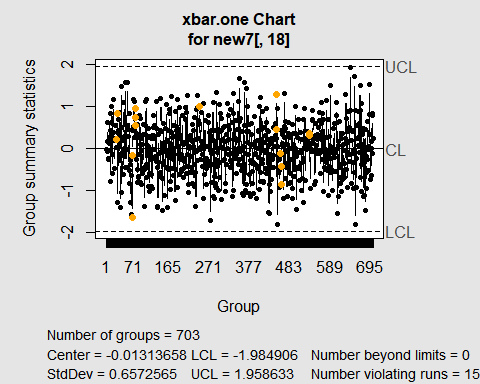 xbar.one Chart
for new7[, 18]
Group summary statistics
2
1
0
-1
-2
UCL
CL
LCL
1 71 165 271 377 483 589 695
Group
Number of groups = 703
Center = -0.01313658 LCL = -1.984906 Number beyond limits = 0
StdDev = 0.6572565 UCL = 1.958633 Number violating runs = 15